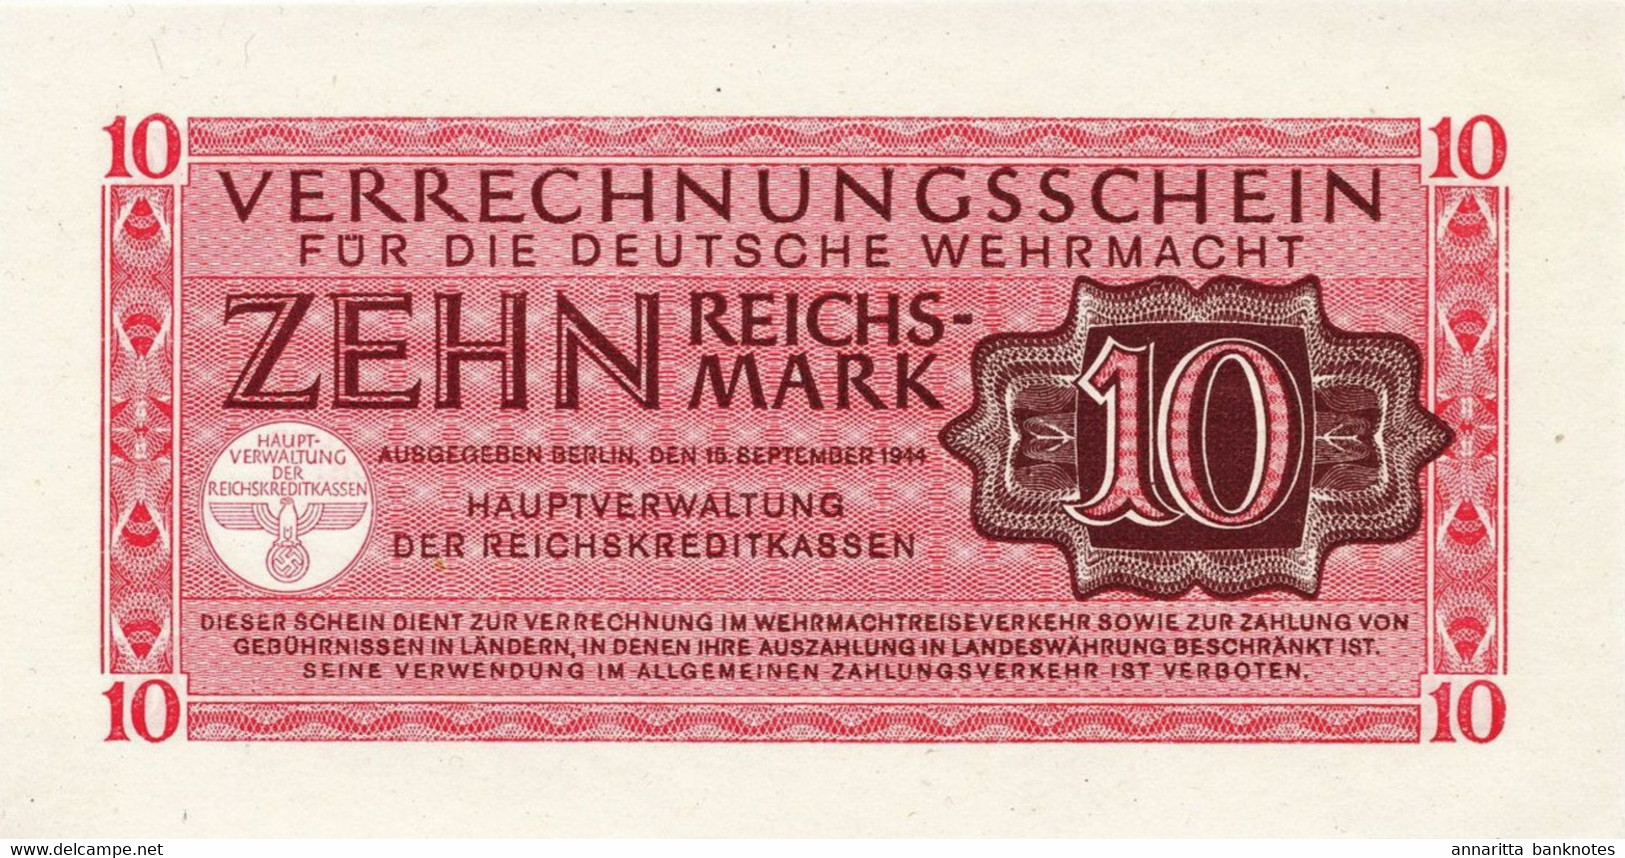 10
10
VERRECHNUNGSSCHEIN
FÜR DIE DEUTSCHE WEHRMACHT
ZEHN REICHS-
MARK
10
HAUPT-
VERWALTUNG
DER
REICHSKREDITKASSEN
AUSGEGEBEN BERLIN, DEN 15. SEPTEMBER 1944
HAUPTVERWALTUNG
DER REICHSKREDITKASSEN
DIESER SCHEIN DIENT ZUR VERRECHNUNG IM WEHRMACHTREISEVERKEHR SOWIE ZUR ZAHLUNG VON
GEBÜHRNISSEN IN LÄNDERN, IN DENEN IHRE AUSZAHLUNG IN LANDESWÄHRUNG BESCHRÄNKT IST.
SEINE VERWENDUNG IM ALLGEMEINEN ZAHLUNGSVERKEHR IST VERBOTEN.
10
10
delcampe.net
annaritta banknotes